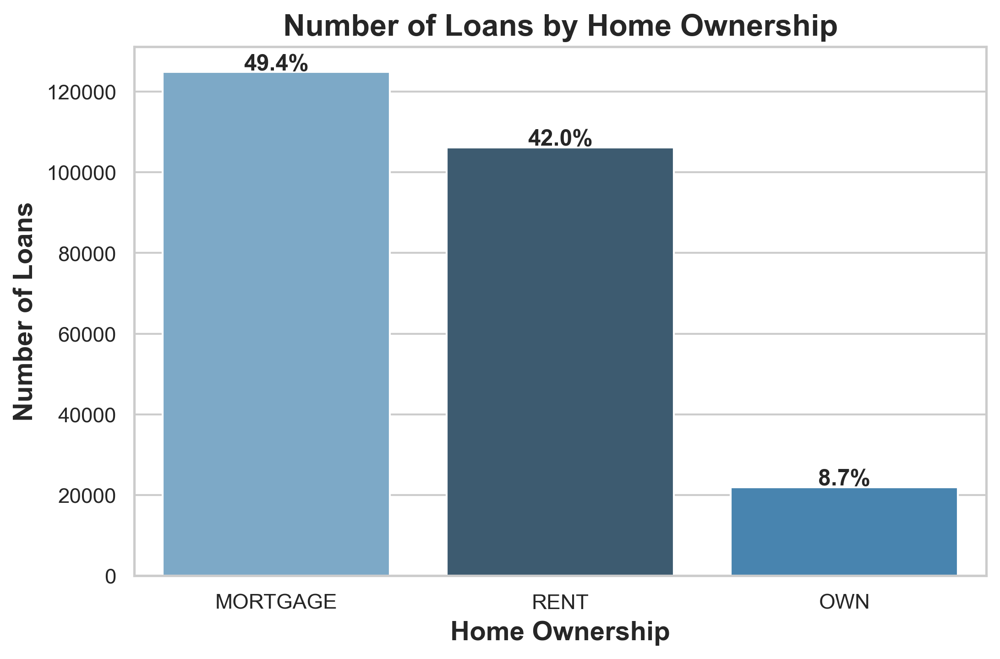 Number of Loans by Home Ownership
49.4%
42.0%
8.7%
120000
100000
80000
60000
40000
20000
0
Number of Loans
MORTGAGE
RENT
OWN
Home Ownership